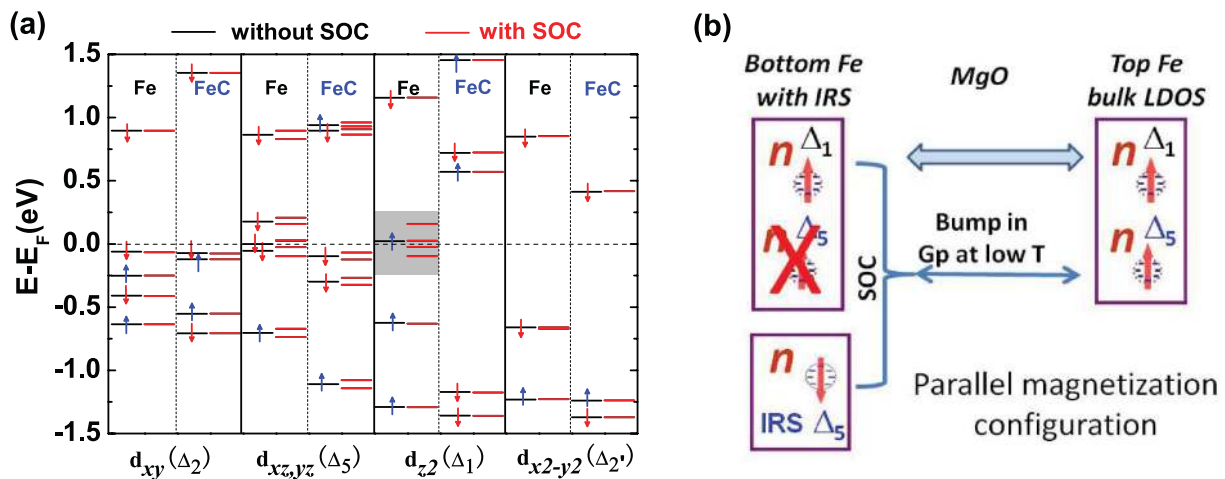 (a)
without SOC
with SOC
E-E_F(eV)
1.5
1.0
0.5
0.0
-0.5
-1.0
-1.5
Fe
FeC
Fe
FeC
Fe
FeC
Fe
FeC
d_xy (Δ_2)
d_xz,yz (Δ_5)
d_z2 (Δ_1)
d_x2-y2 (Δ_2')
(b)
Bottom Fe
with IRS
MgO
Top Fe
bulk LDOS
n Δ_1
n Δ_5
n
IRS Δ_5
SOC
Bump in
Gp at low T
n Δ_1
n Δ_5
Parallel magnetization
configuration